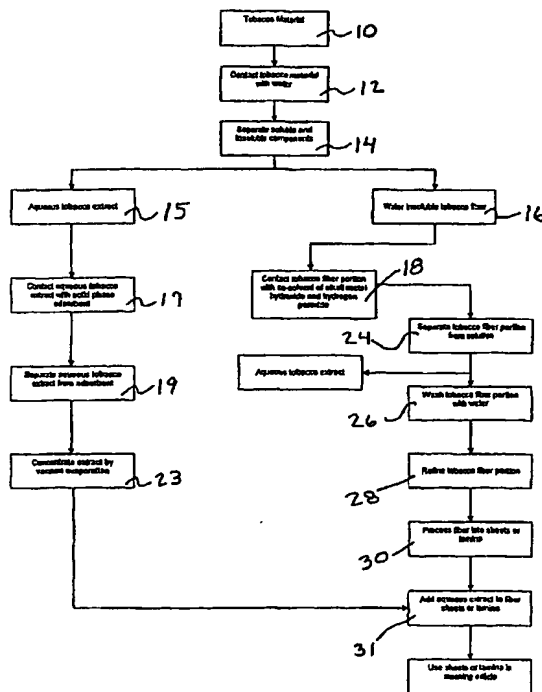 Tobacco Material
10
Contact tobacco material
with water
12
Separate soluble and
insoluble components
14
Aqueous tobacco extract
15
Water insoluble tobacco fiber
16
Contact aqueous tobacco
extract with solid phase
adsorbent
17
Contact tobacco fiber portion
with co-solvent of alkali metal
hydroxide and hydrogen
peroxide
18
Separate tobacco fiber portion
from solution
24
Separate aqueous tobacco
extract from adsorbent
19
Aqueous tobacco extract
Wash tobacco fiber portion
with water
26
Concentrate extract by
vacuum evaporation
23
Refine tobacco fiber portion
28
Process fiber into sheets or
lamina
30
Add aqueous extract to fiber
sheets or lamina
31
Use sheets or lamina in
smoking article